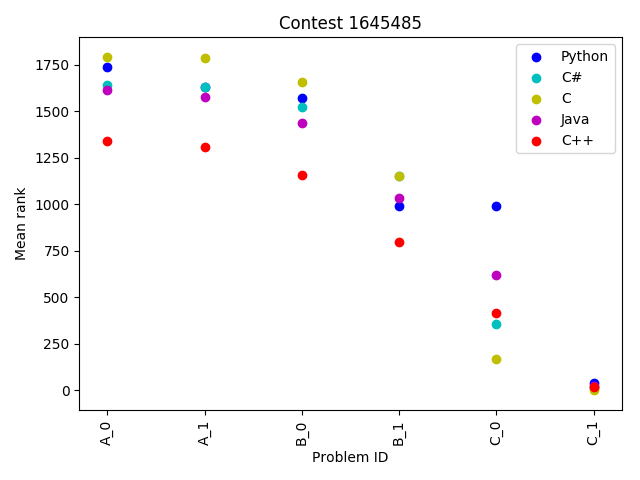 Contest 1645485
Mean rank
1750
1500
1250
1000
750
500
250
0
Python
C#
C
Java
C++
A_0
A_1
B_0
B_1
C_0
C_1
Problem ID